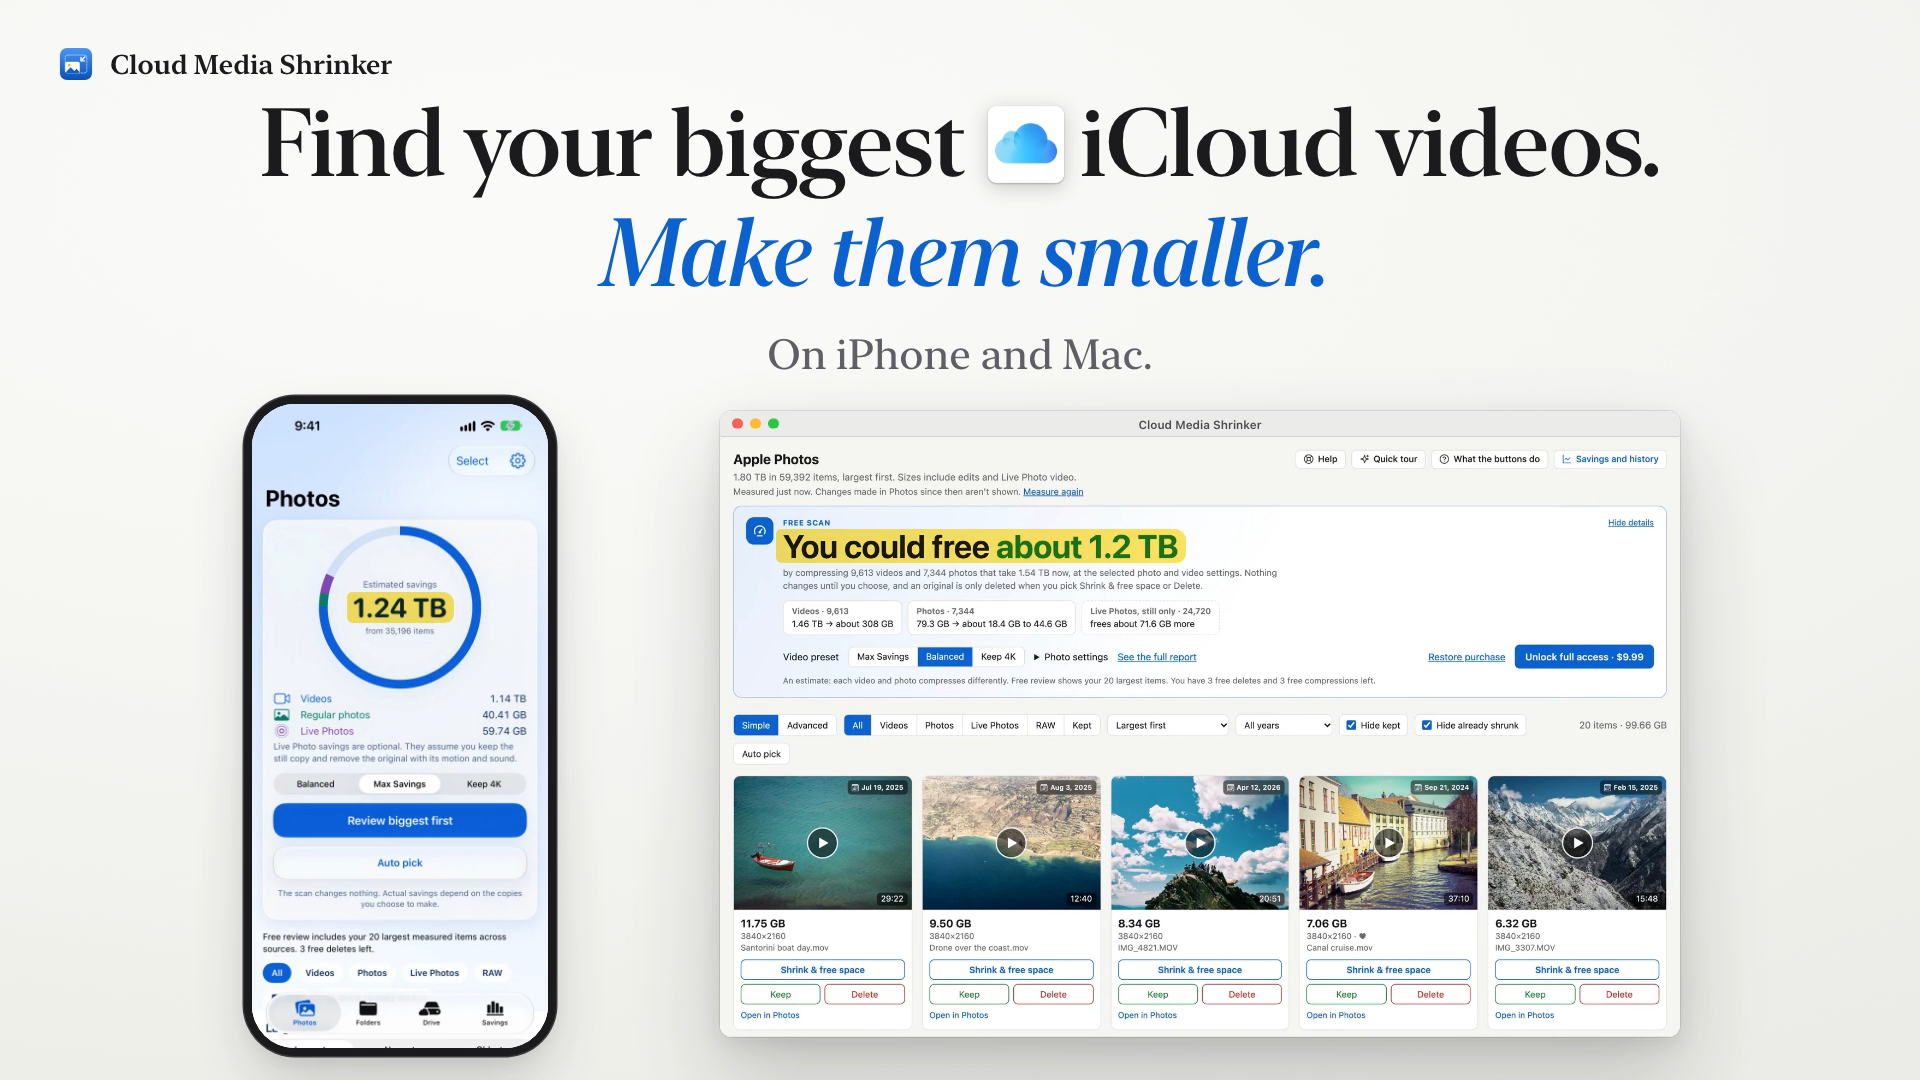 Cloud Media Shrinker
Find your biggest iCloud videos.
Make them smaller.
On iPhone and Mac.
9:41
Select
Photos
Estimated savings
1.24 TB
from 35,196 items
Videos 1.14 TB
Regular photos 40.41 GB
Live Photos 59.74 GB
Live Photo savings are optional. They assume you keep the
still copy and remove the original with its motion and sound.
Balanced Max Savings Keep 4K
Review biggest first
Auto pick
The scan changes nothing. Actual savings depend on the copies
you choose to make.
Free review includes your 20 largest measured items across
sources. 3 free deletes left.
All Videos Photos Live Photos RAW
Photos Folders Drive Savings
Cloud Media Shrinker
Apple Photos
Help Quick tour What the buttons do Savings and history
1.80 TB in 59,392 items, largest first. Sizes include edits and Live Photo video.
Measured just now. Changes made in Photos since then aren't shown. Measure again
FREE SCAN Hide details
You could free about 1.2 TB
by compressing 9,613 videos and 7,344 photos that take 1.54 TB now, at the selected photo and video settings. Nothing
changes until you choose, and an original is only deleted when you pick Shrink & free space or Delete.
Videos · 9,613 Photos · 7,344 Live Photos, still only · 24,720
1.46 TB → about 308 GB 79.3 GB → about 18.4 GB to 44.6 GB frees about 71.6 GB more
Video preset Max Savings Balanced Keep 4K Photo settings See the full report Restore purchase Unlock full access · $9.99
An estimate: each video and photo compresses differently. Free review shows your 20 largest items. You have 3 free deletes and 3 free compressions left.
Simple Advanced All Videos Photos Live Photos RAW Kept Largest first All years Hide kept Hide already shrunk 20 items · 99.66 GB
Auto pick
Jul 19, 2025 Aug 3, 2025 Apr 12, 2026 Sep 21, 2024 Feb 15, 2025
29:22 12:40 20:51 37:10 15:48
11.75 GB 9.50 GB 8.34 GB 7.06 GB 6.32 GB
3840×2160 3840×2160 3840×2160 3840×2160 · ♥ 3840×2160
Santorini boat day.mov Drone over the coast.mov IMG_4821.MOV Canal cruise.mov IMG_3307.MOV
Shrink & free space Shrink & free space Shrink & free space Shrink & free space Shrink & free space
Keep Delete Keep Delete Keep Delete Keep Delete Keep Delete
Open in Photos Open in Photos Open in Photos Open in Photos Open in Photos